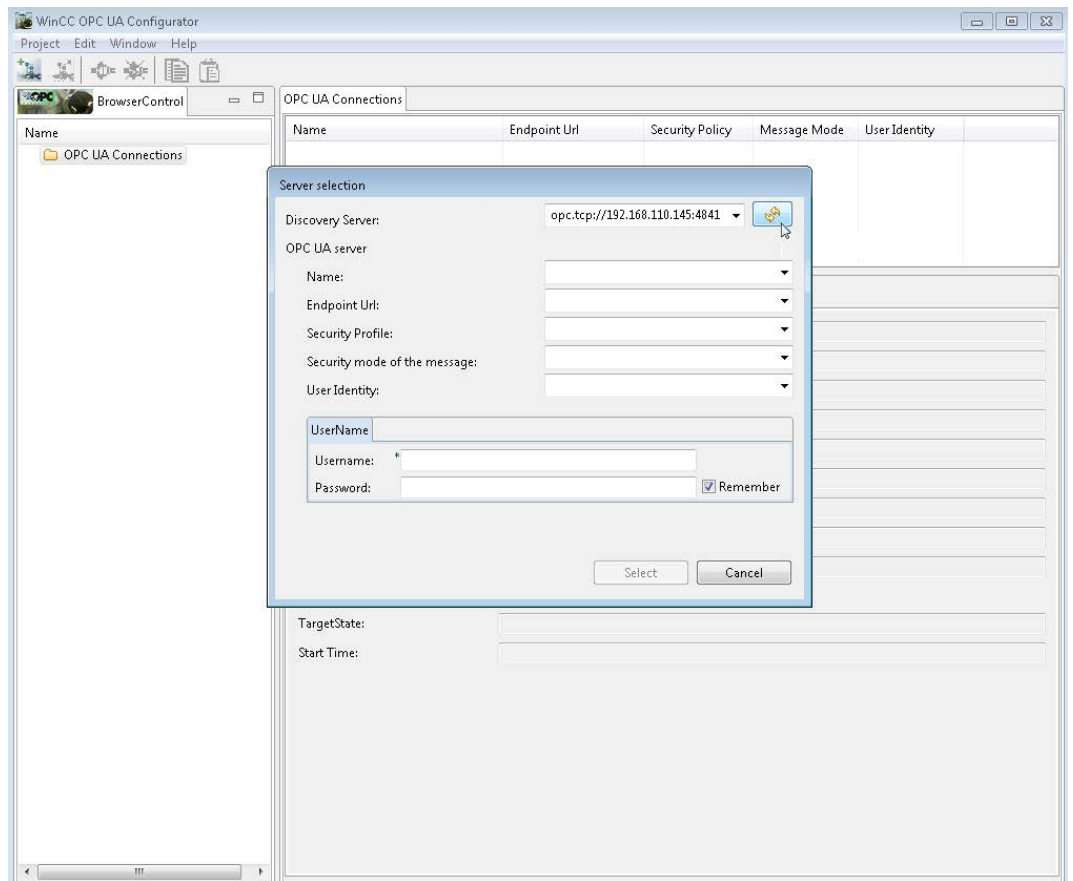 WinCC OPC UA Configurator
Project Edit Window Help
OPC BrowserControl
OPC UA Connections
Name
Name Endpoint Url Security Policy Message Mode User Identity
OPC UA Connections
Server selection
Discovery Server: opc.tcp://192.168.110.145:4841
OPC UA server
Name:
Endpoint Url:
Security Profile:
Security mode of the message:
User Identity:
UserName
Username: *
Password: Remember
Select Cancel
TargetState:
Start Time: